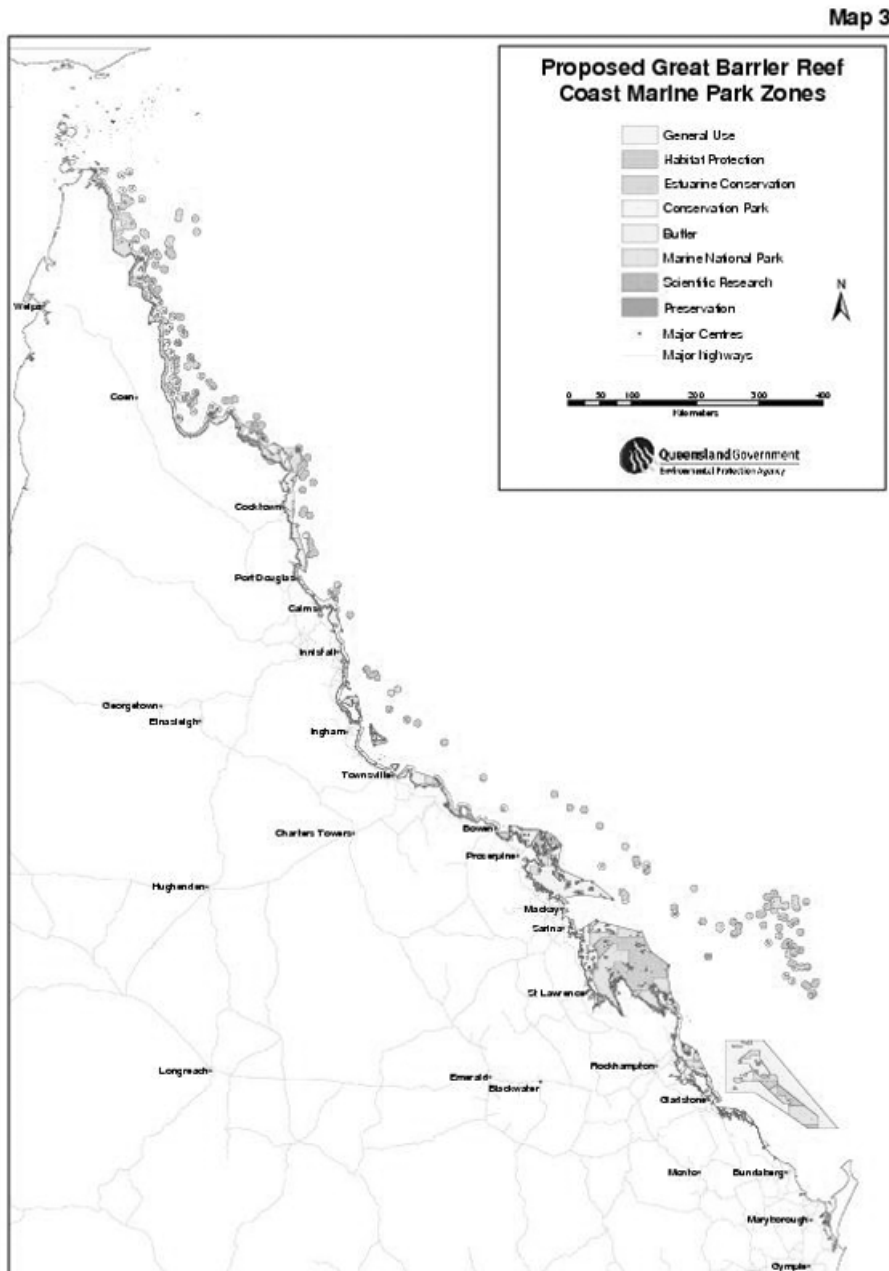 Map 3
Proposed Great Barrier Reef
Coast Marine Park Zones
General Use
Habitat Protection
Estuarine Conservation
Conservation Park
Buffer
Marine National Park
Scientific Research
Preservation
Major Centres
Major highways
N
0 50 100 200 300 400
Kilometers
Queensland Government
Environmental Protection Agency
Weipa
Coen
Cooktown
Port Douglas
Cairns
Innisfail
Georgetown
Einasleigh
Ingham
Townsville
Charters Towers
Bowen
Proserpine
Hughenden
Mackay
Sarina
St Lawrence
Longreach
Emerald
Blackwater
Rockhampton
Gladstone
Monto
Bundaberg
Maryborough
Gympie